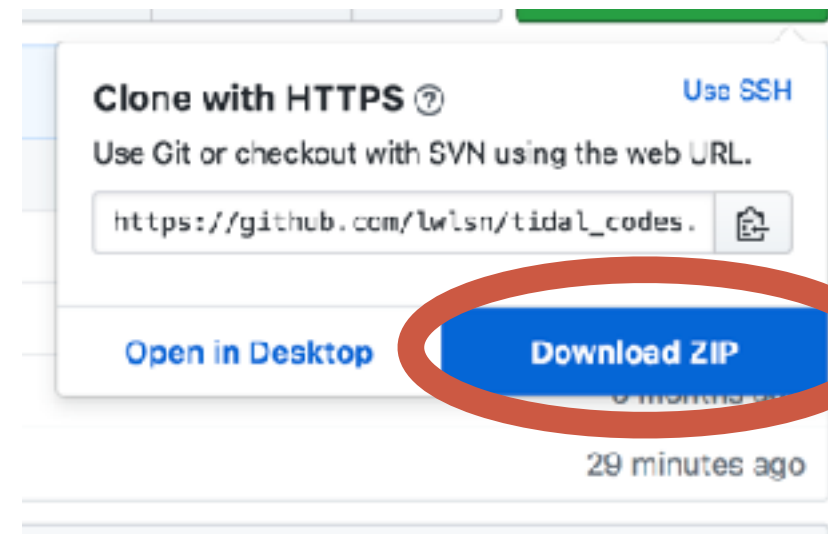 Clone with HTTPS ?
Use SSH
Use Git or checkout with SVN using the web URL.
https://github.com/lwlsn/tidal_codes.
Open in Desktop
Download ZIP
months
29 minutes ago